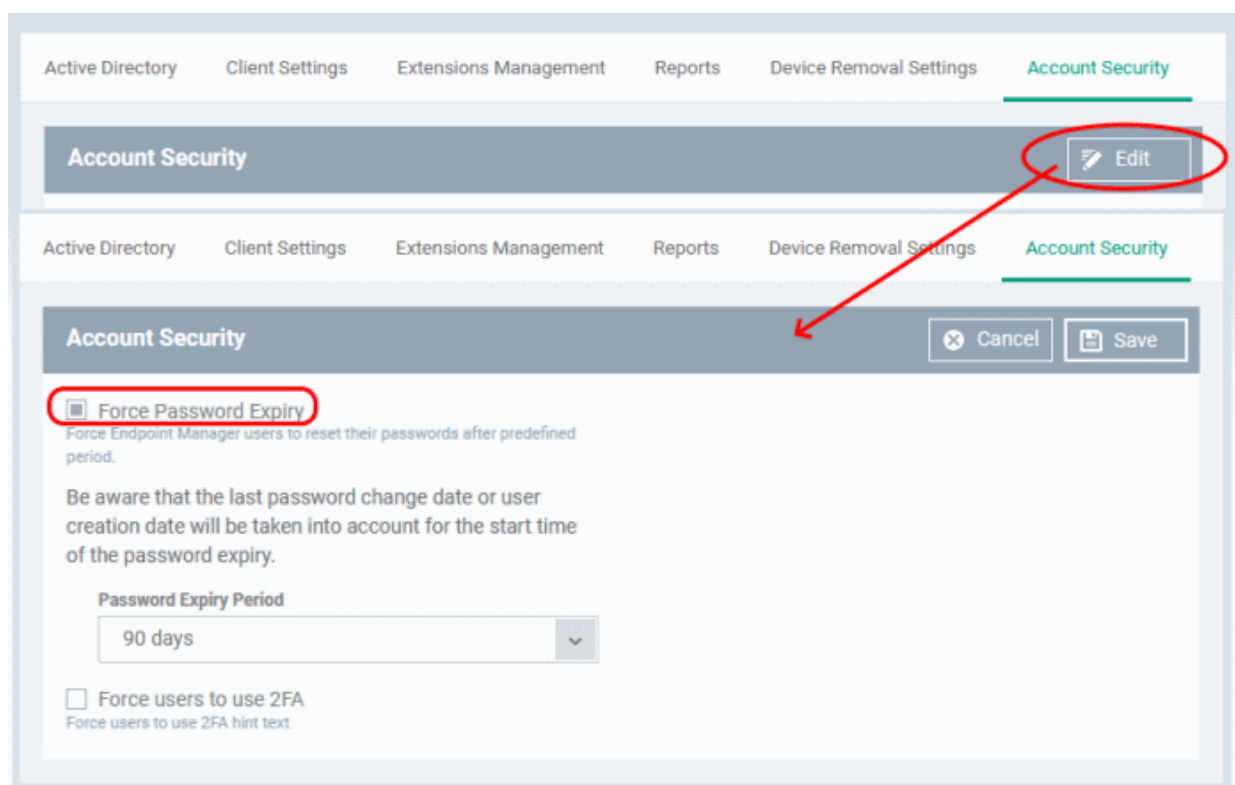 Active Directory Client Settings Extensions Management Reports Device Removal Settings Account Security
Account Security Edit
Active Directory Client Settings Extensions Management Reports Device Removal Settings Account Security
Account Security Cancel Save
Force Password Expiry
Force Endpoint Manager users to reset their passwords after predefined
period.
Be aware that the last password change date or user
creation date will be taken into account for the start time
of the password expiry.
Password Expiry Period
90 days
Force users to use 2FA
Force users to use 2FA hint text